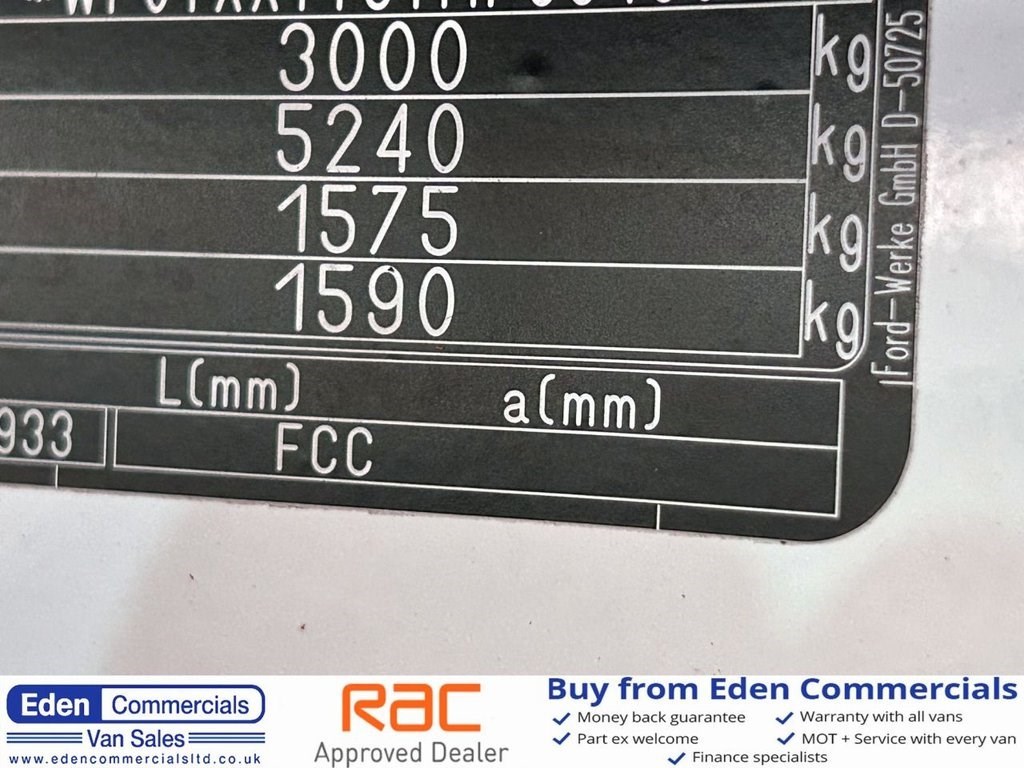 3000 kg
5240 kg
1575 kg
1590 kg
Ford-Werke GmbH D-50725
L(mm) a(mm)
933 FCC
Eden Commercials
Van Sales
www.edencommercialsltd.co.uk
RAC
Approved Dealer
Buy from Eden Commercials
Money back guarantee
Warranty with all vans
Part ex welcome
MOT + Service with every van
Finance specialists